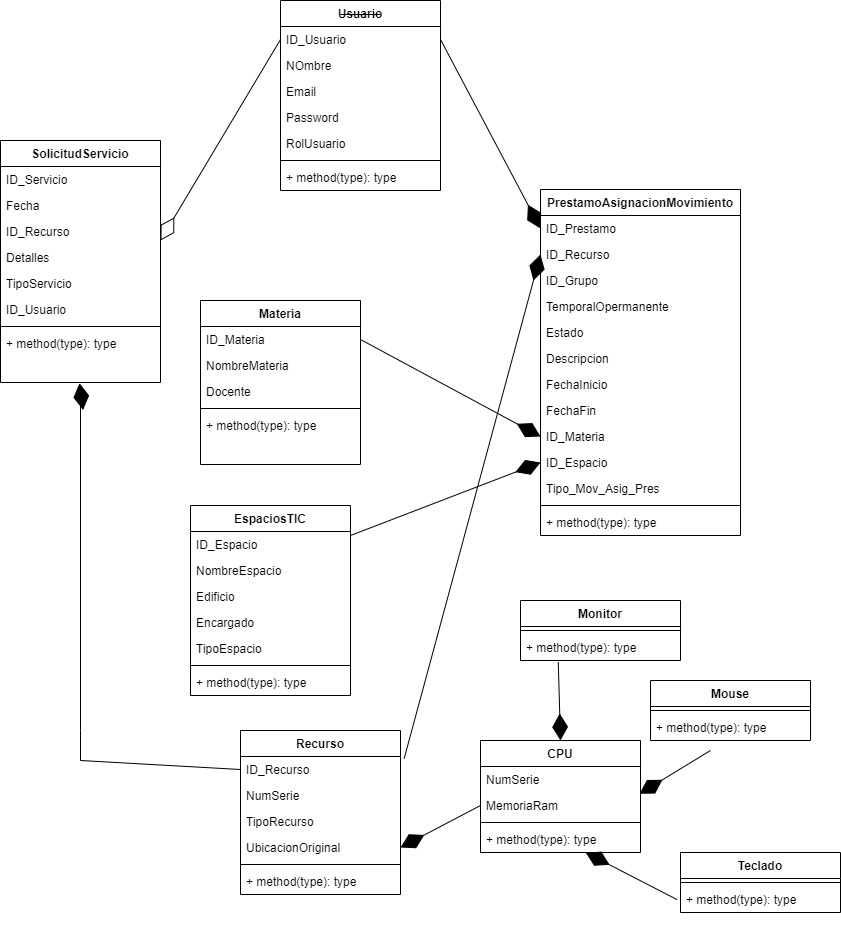 Usuario
ID_Usuario
NOmbre
Email
Password
RolUsuario
+ method(type): type
SolicitudServicio
ID_Servicio
Fecha
ID_Recurso
Detalles
TipoServicio
ID_Usuario
+ method(type): type
PrestamoAsignacionMovimiento
ID_Prestamo
ID_Recurso
ID_Grupo
TemporalOpermanente
Estado
Descripcion
FechaInicio
FechaFin
ID_Materia
ID_Espacio
Tipo_Mov_Asig_Pres
+ method(type): type
Materia
ID_Materia
NombreMateria
Docente
+ method(type): type
EspaciosTIC
ID_Espacio
NombreEspacio
Edificio
Encargado
TipoEspacio
+ method(type): type
Monitor
+ method(type): type
Mouse
+ method(type): type
Recurso
ID_Recurso
NumSerie
TipoRecurso
UbicacionOriginal
+ method(type): type
CPU
NumSerie
MemoriaRam
+ method(type): type
Teclado
+ method(type): type